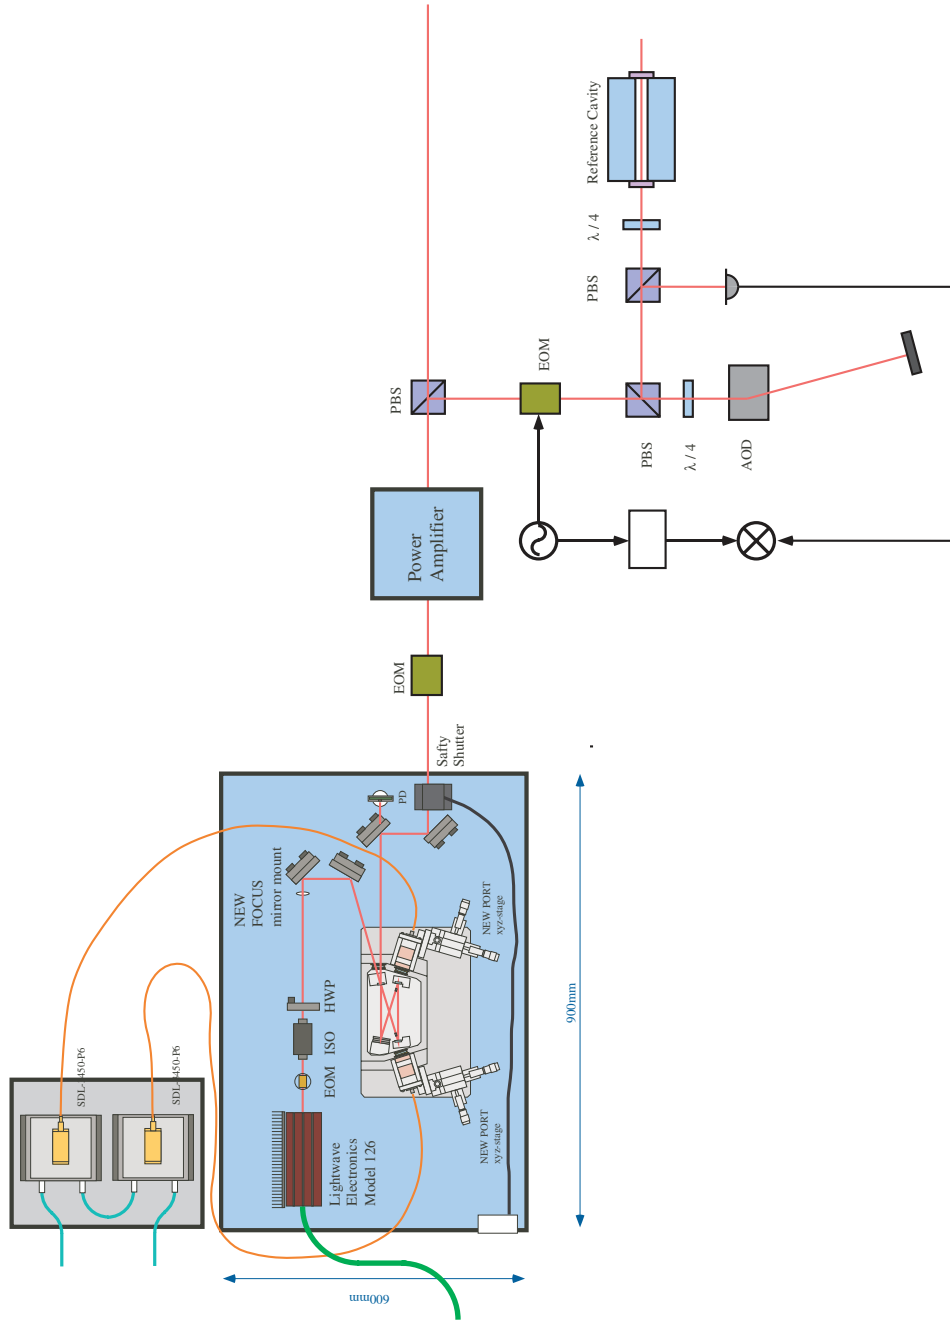 Reference Cavity
λ / 4
PBS
EOM
PBS
PBS
λ / 4
AOD
Power
Amplifier
EOM
Safty
Shutter
PD
NEW
FOCUS
mirror mount
NEW PORT
xyz-stage
HWP
ISO
EOM
900mm
SDL-3450-P6
SDL-3450-P6
Lightwave
Electronics
Model 126
NEW PORT
xyz-stage
600mm